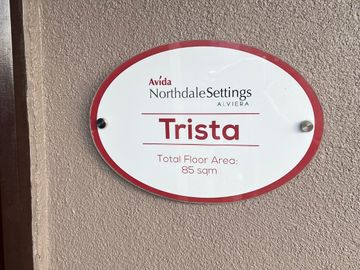 Avida
NorthdaleSettings
ALVIERA
Trista
Total Floor Area:
85 sqm